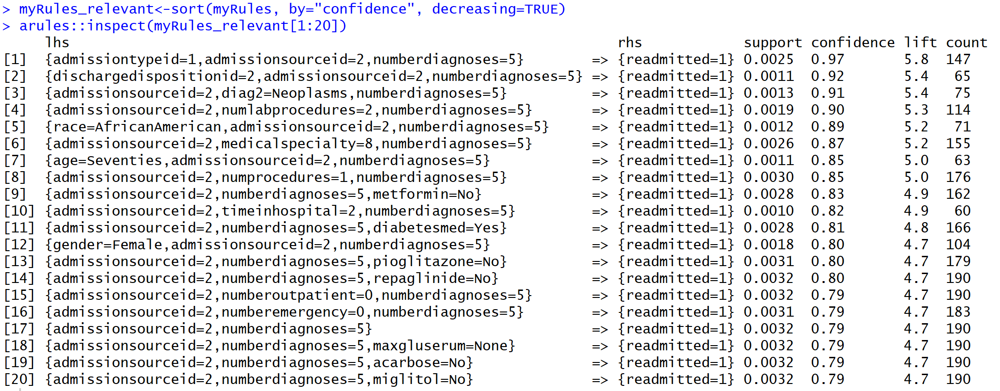 > myRules_relevant<-sort(myRules, by="confidence", decreasing=TRUE)
> arules::inspect(myRules_relevant[1:20])
     lhs                                                                 rhs            support confidence lift count
[1]  {admissiontypeid=1,admissionsourceid=2,numberdiagnoses=5}        => {readmitted=1} 0.0025  0.97       5.8  147
[2]  {dischargedispositionid=2,admissionsourceid=2,numberdiagnoses=5} => {readmitted=1} 0.0011  0.92       5.4   65
[3]  {admissionsourceid=2,diag2=Neoplasms,numberdiagnoses=5}          => {readmitted=1} 0.0013  0.91       5.4   75
[4]  {admissionsourceid=2,numlabprocedures=2,numberdiagnoses=5}       => {readmitted=1} 0.0019  0.90       5.3  114
[5]  {race=AfricanAmerican,admissionsourceid=2,numberdiagnoses=5}     => {readmitted=1} 0.0012  0.89       5.2   71
[6]  {admissionsourceid=2,medicalspecialty=8,numberdiagnoses=5}       => {readmitted=1} 0.0026  0.87       5.2  155
[7]  {age=Seventies,admissionsourceid=2,numberdiagnoses=5}            => {readmitted=1} 0.0011  0.85       5.0   63
[8]  {admissionsourceid=2,numprocedures=1,numberdiagnoses=5}          => {readmitted=1} 0.0030  0.85       5.0  176
[9]  {admissionsourceid=2,numberdiagnoses=5,metformin=No}             => {readmitted=1} 0.0028  0.83       4.9  162
[10] {admissionsourceid=2,timeinhospital=2,numberdiagnoses=5}         => {readmitted=1} 0.0010  0.82       4.9   60
[11] {admissionsourceid=2,numberdiagnoses=5,diabetesmed=Yes}          => {readmitted=1} 0.0028  0.81       4.8  166
[12] {gender=Female,admissionsourceid=2,numberdiagnoses=5}            => {readmitted=1} 0.0018  0.80       4.7  104
[13] {admissionsourceid=2,numberdiagnoses=5,pioglitazone=No}          => {readmitted=1} 0.0031  0.80       4.7  179
[14] {admissionsourceid=2,numberdiagnoses=5,repaglinide=No}           => {readmitted=1} 0.0032  0.80       4.7  190
[15] {admissionsourceid=2,numberoutpatient=0,numberdiagnoses=5}       => {readmitted=1} 0.0032  0.79       4.7  190
[16] {admissionsourceid=2,numberemergency=0,numberdiagnoses=5}        => {readmitted=1} 0.0031  0.79       4.7  183
[17] {admissionsourceid=2,numberdiagnoses=5}                          => {readmitted=1} 0.0032  0.79       4.7  190
[18] {admissionsourceid=2,numberdiagnoses=5,maxgluserum=None}         => {readmitted=1} 0.0032  0.79       4.7  190
[19] {admissionsourceid=2,numberdiagnoses=5,acarbose=No}              => {readmitted=1} 0.0032  0.79       4.7  190
[20] {admissionsourceid=2,numberdiagnoses=5,miglitol=No}              => {readmitted=1} 0.0032  0.79       4.7  190